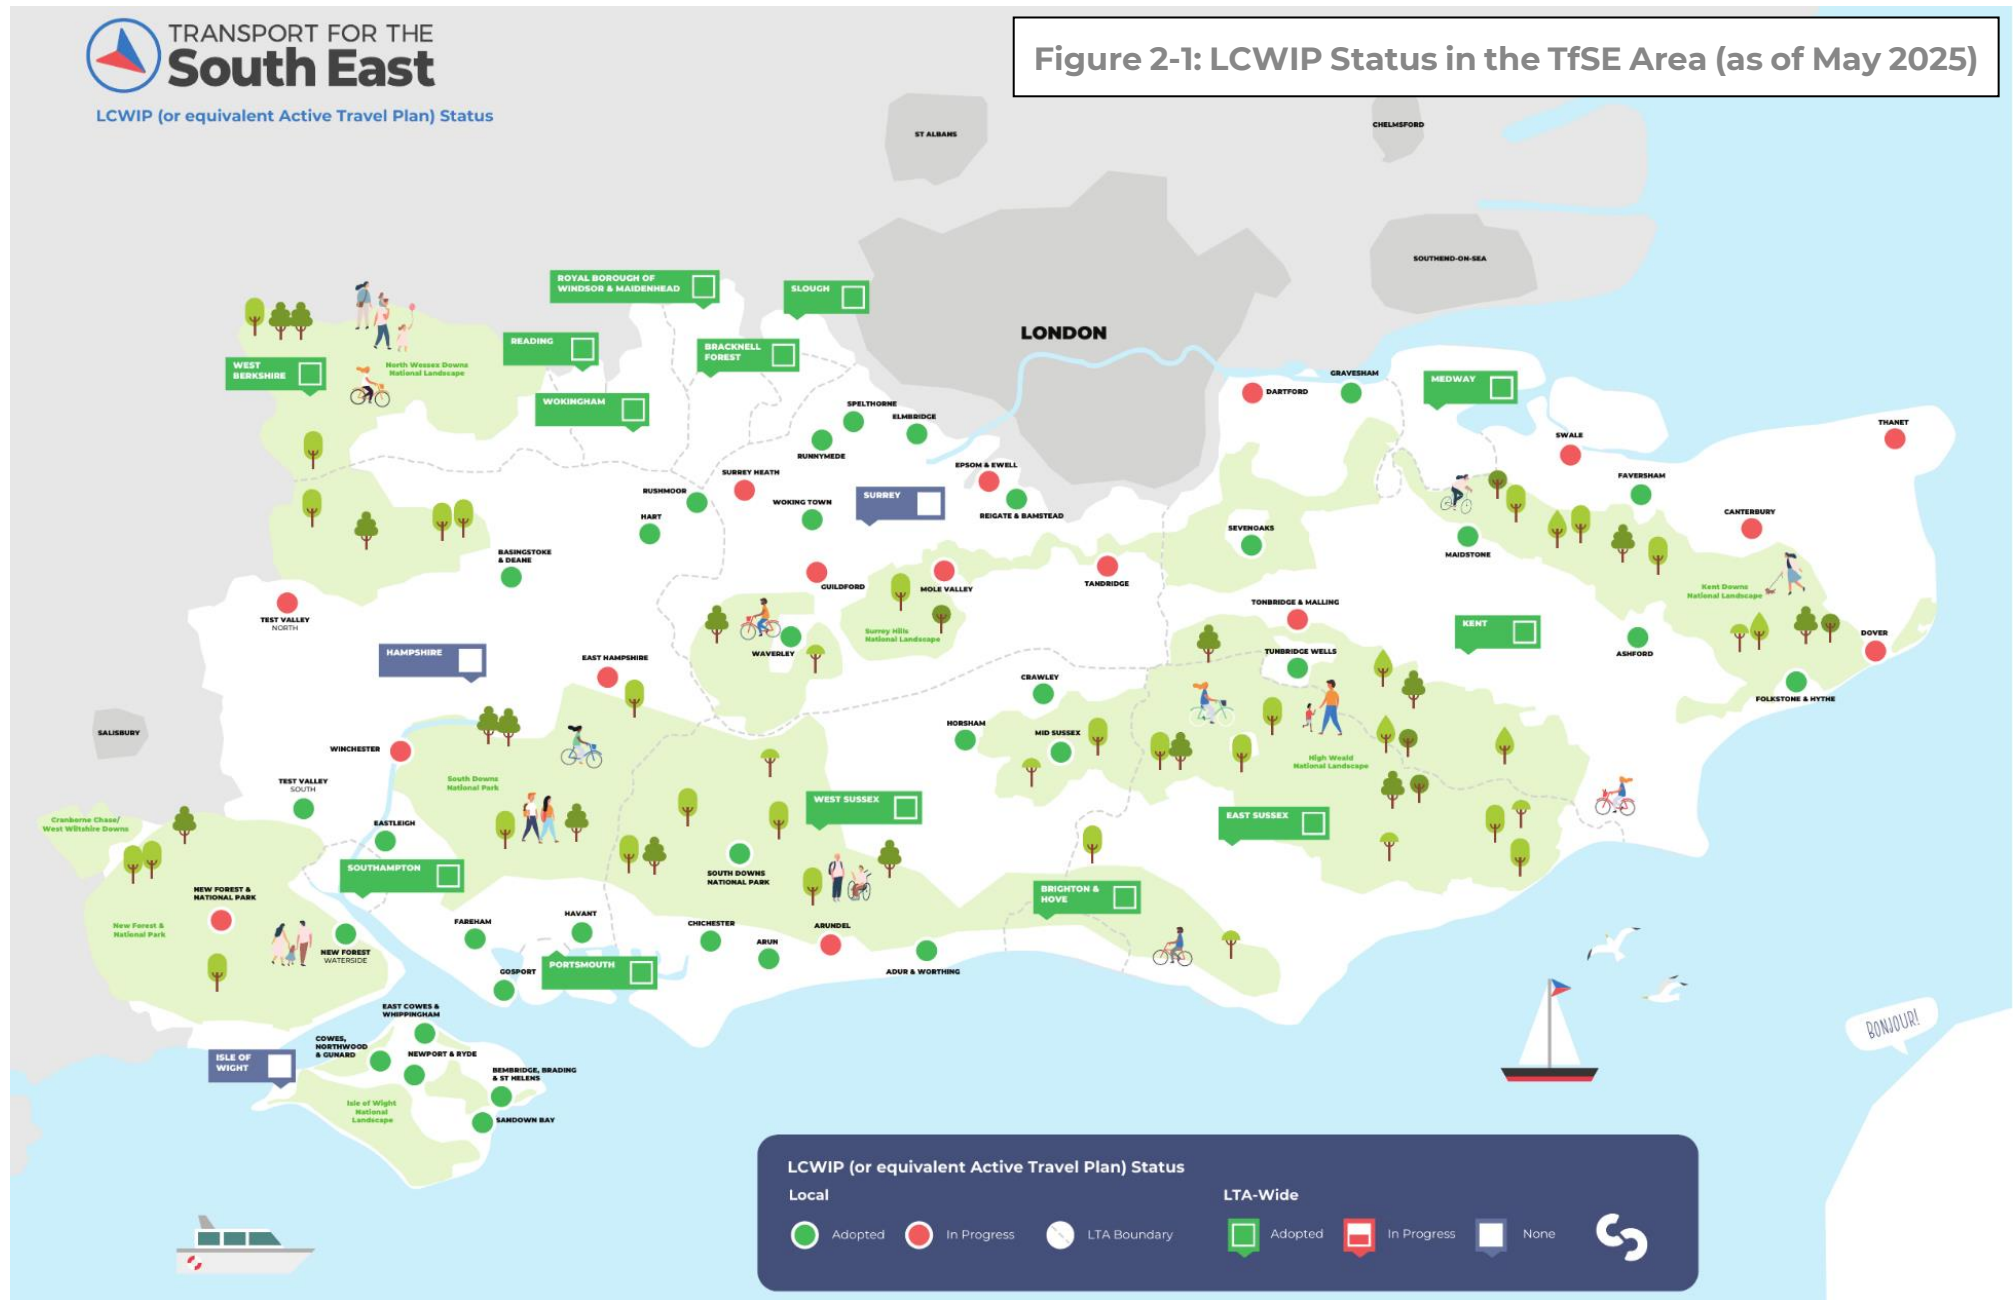 TRANSPORT FOR THE
South East
LCWIP (or equivalent Active Travel Plan) Status
Figure 2-1: LCWIP Status in the TfSE Area (as of May 2025)
ST ALBANS
CHELMSFORD
SOUTHEND-ON-SEA
LONDON
ROYAL BOROUGH OF
WINDSOR & MAIDENHEAD
SLOUGH
READING
BRACKNELL
FOREST
WEST
BERKSHIRE
North Wessex Downs
National Landscape
WOKINGHAM
SPELTHORNE
ELMBRIDGE
RUNNYMEDE
DARTFORD
GRAVESHAM
MEDWAY
THANET
SWALE
FAVERSHAM
CANTERBURY
EPSOM & EWELL
REIGATE & BAMSTEAD
SURREY HEATH
RUSHMOOR
WOKING TOWN
SURREY
HART
BASINGSTOKE
& DEANE
SEVENOAKS
MAIDSTONE
GUILDFORD
MOLE VALLEY
TANDRIDGE
Kent Downs
National Landscape
TEST VALLEY
NORTH
TONBRIDGE & MALLING
KENT
Surrey Hills
National Landscape
DOVER
HAMPSHIRE
EAST HAMPSHIRE
WAVERLEY
TUNBRIDGE WELLS
ASHFORD
FOLKSTONE & HYTHE
CRAWLEY
SALISBURY
WINCHESTER
HORSHAM
MID SUSSEX
High Weald
National Landscape
TEST VALLEY
SOUTH
South Downs
National Park
WEST SUSSEX
EAST SUSSEX
Cranborne Chase/
West Wiltshire Downs
EASTLEIGH
SOUTHAMPTON
SOUTH DOWNS
NATIONAL PARK
NEW FOREST &
NATIONAL PARK
BRIGHTON &
HOVE
New Forest &
National Park
NEW FOREST
WATERSIDE
FAREHAM
HAVANT
CHICHESTER
ARUN
ARUNDEL
ADUR & WORTHING
GOSPORT
PORTSMOUTH
EAST COWES &
WHIPPINGHAM
COWES,
NORTHWOOD
& GUNARD
NEWPORT & RYDE
ISLE OF
WIGHT
BEMBRIDGE, BRADING
& ST HELENS
Isle of Wight
National
Landscape
SANDOWN BAY
BONJOUR!
LCWIP (or equivalent Active Travel Plan) Status
Local
LTA-Wide
Adopted
In Progress
LTA Boundary
Adopted
In Progress
None